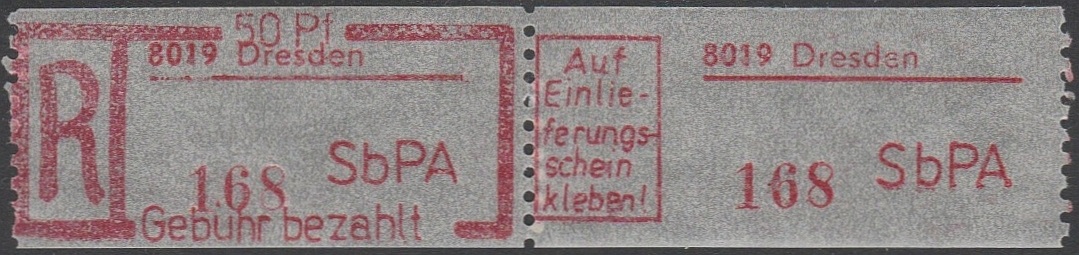 50 Pf
8019 Dresden
R
168 SbPA
Gebühr bezahlt
Auf
Einlie-
ferungs-
schein
kleben!
8019 Dresden
168 SbPA